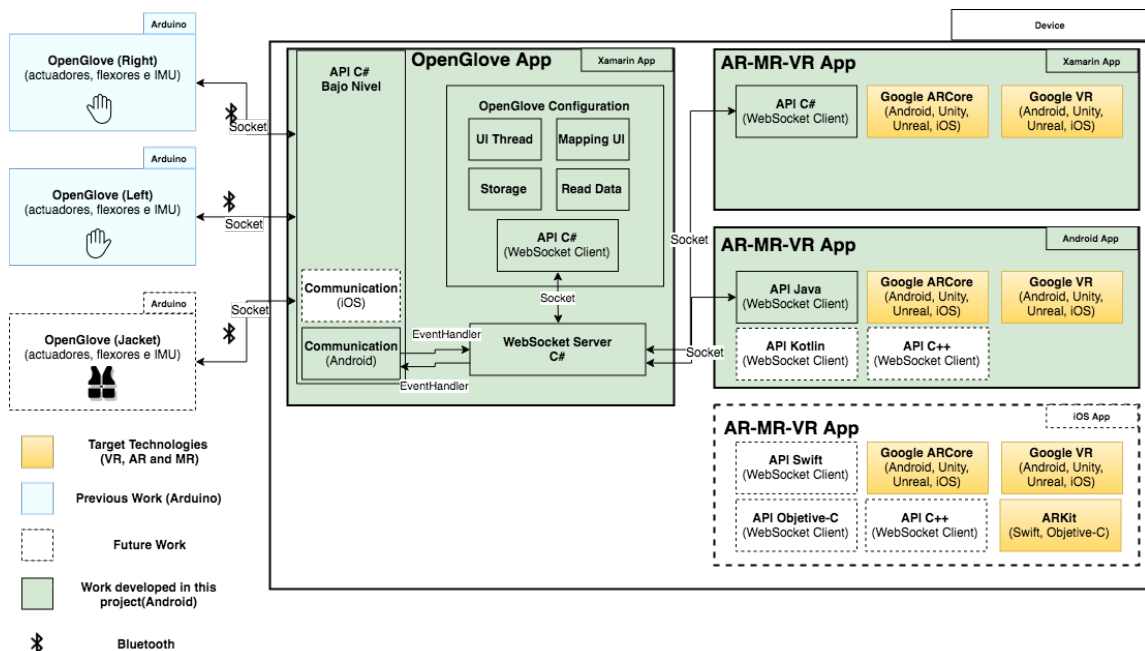 Arduino
OpenGlove (Right)
(actuadores, flexores e IMU)
Socket
Arduino
OpenGlove (Left)
(actuadores, flexores e IMU)
Socket
Arduino
OpenGlove (Jacket)
(actuadores, flexores e IMU)
Socket
Target Technologies
(VR, AR and MR)
Previous Work (Arduino)
Future Work
Work developed in this
project(Android)
Bluetooth
Device
OpenGlove App
Xamarin App
API C#
Bajo Nivel
Communication
(iOS)
Communication
(Android)
OpenGlove Configuration
UI Thread
Mapping UI
Storage
Read Data
API C#
(WebSocket Client)
Socket
EventHandler
EventHandler
WebSocket Server
C#
Socket
Socket
AR-MR-VR App
Xamarin App
API C#
(WebSocket Client)
Google ARCore
(Android, Unity,
Unreal, iOS)
Google VR
(Android, Unity,
Unreal, iOS)
AR-MR-VR App
Android App
API Java
(WebSocket Client)
Google ARCore
(Android, Unity,
Unreal, iOS)
Google VR
(Android, Unity,
Unreal, iOS)
API Kotlin
(WebSocket Client)
API C++
(WebSocket Client)
AR-MR-VR App
iOS App
API Swift
(WebSocket Client)
Google ARCore
(Android, Unity,
Unreal, iOS)
Google VR
(Android, Unity,
Unreal, iOS)
API Objetive-C
(WebSocket Client)
API C++
(WebSocket Client)
ARKit
(Swift, Objetive-C)